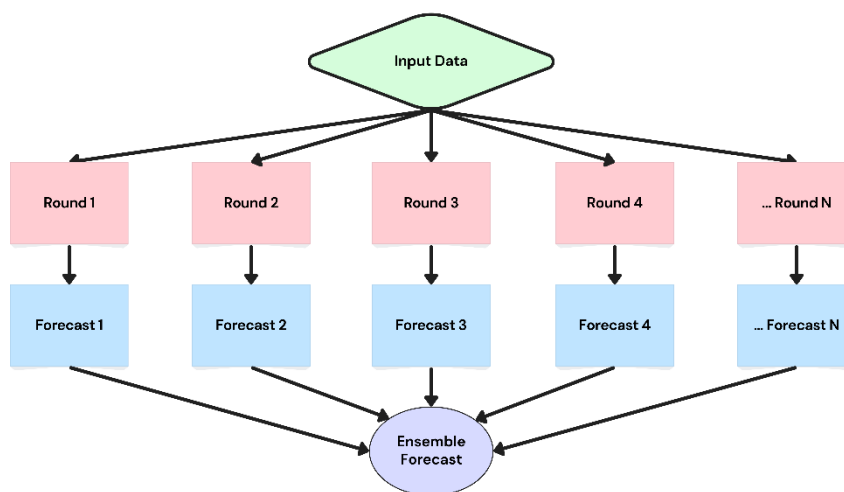 Input Data
Round 1
Round 2
Round 3
Round 4
... Round N
Forecast 1
Forecast 2
Forecast 3
Forecast 4
... Forecast N
Ensemble
Forecast